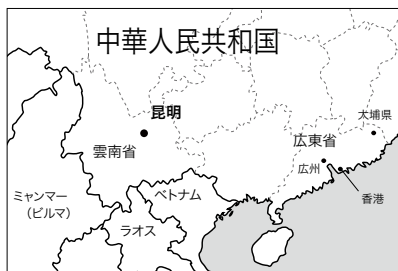 中華人民共和国
昆明
大埔県
広東省
雲南省
広州
ベトナム
ミャンマー
（ビルマ）
香港
ラオス